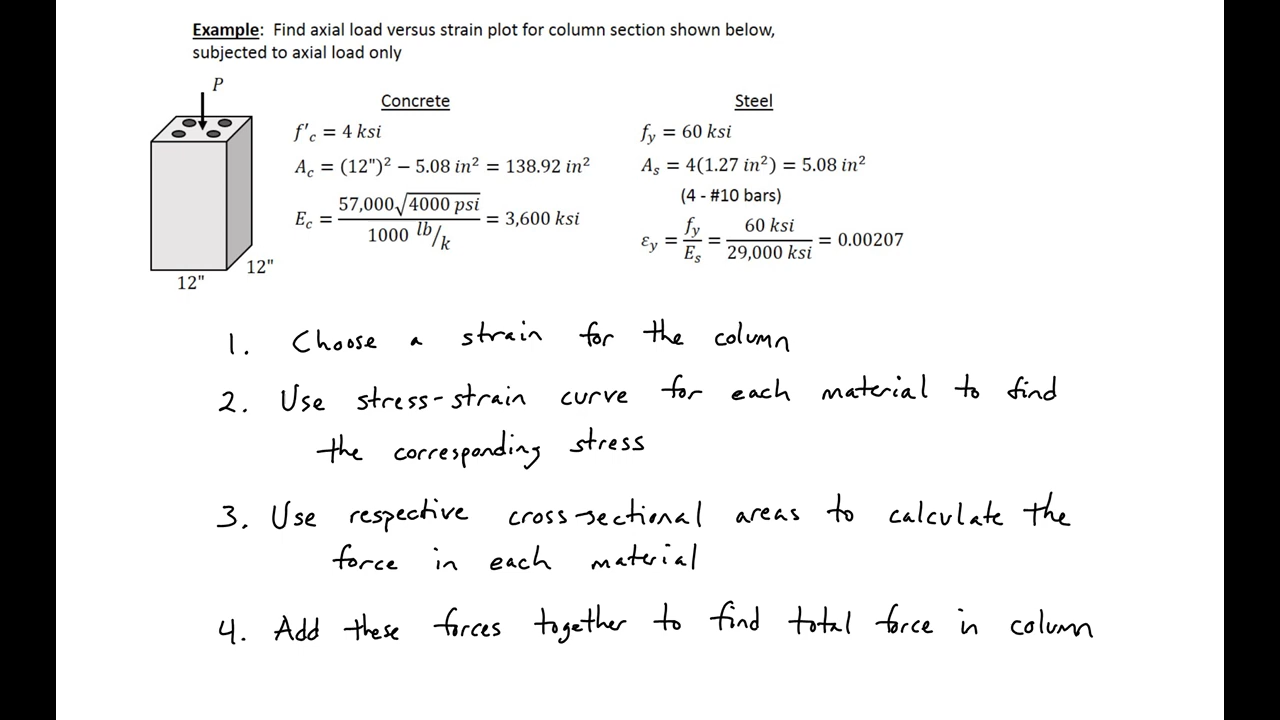 Example: Find axial load versus strain plot for column section shown below,
subjected to axial load only
P
12"
12"
Concrete
f'c = 4 ksi
Ac = (12")² − 5.08 in² = 138.92 in²
Ec = 57,000√4000 psi / 1000 lb/k = 3,600 ksi
Steel
fy = 60 ksi
As = 4(1.27 in²) = 5.08 in²
(4 - #10 bars)
εy = fy/Es = 60 ksi / 29,000 ksi = 0.00207
1. Choose a strain for the column
2. Use stress-strain curve for each material to find
the corresponding stress
3. Use respective cross-sectional areas to calculate the
force in each material
4. Add these forces together to find total force in column